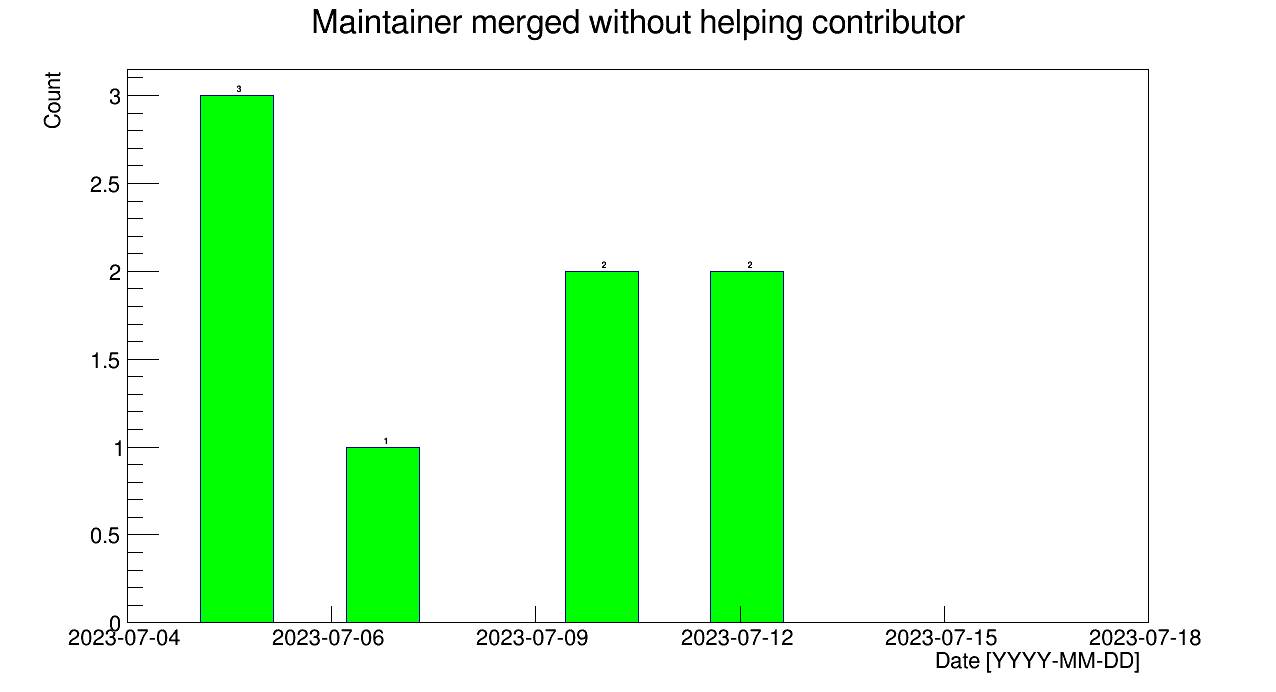 Maintainer merged without helping contributor
Count
3
2.5
2
1.5
1
0.5
0
3
1
2
2
2023-07-04 2023-07-06 2023-07-09 2023-07-12 2023-07-15 2023-07-18
Date [YYYY-MM-DD]